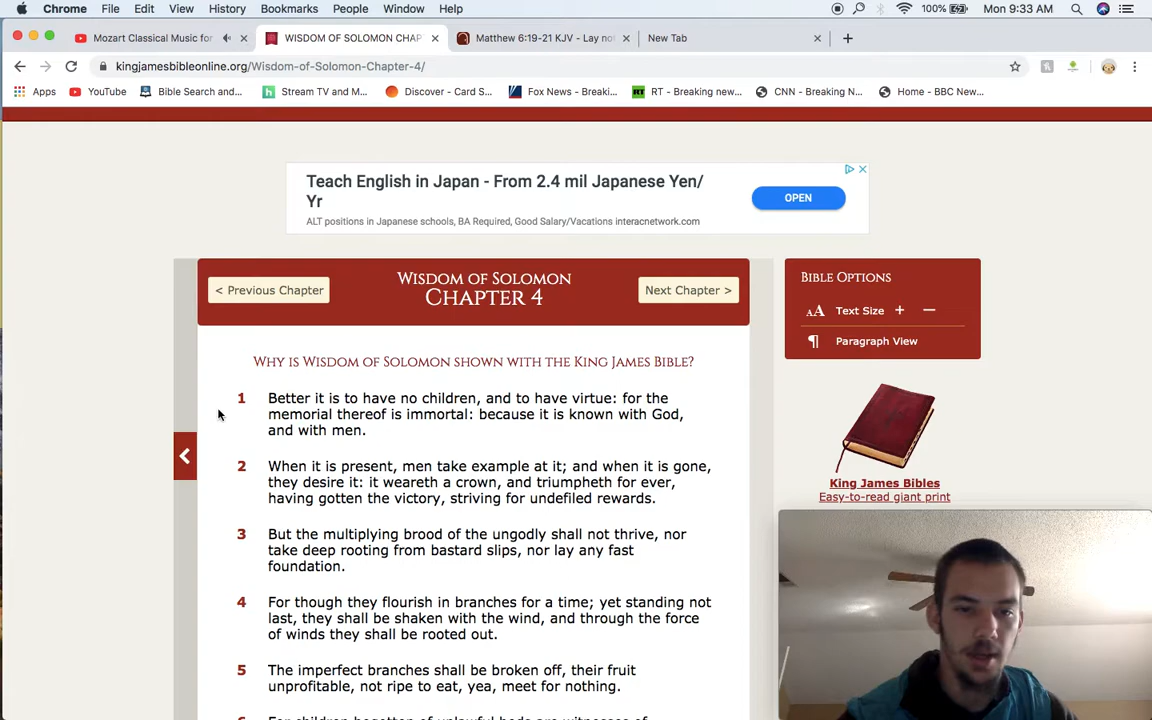 Chrome File Edit View History Bookmarks People Window Help 100% Mon 9:33 AM
Mozart Classical Music for WISDOM OF SOLOMON CHAP Matthew 6:19-21 KJV - Lay no New Tab
kingjamesbibleonline.org/Wisdom-of-Solomon-Chapter-4/
Apps YouTube Bible Search and... Stream TV and M... Discover - Card S... Fox News - Breaki... RT - Breaking new... CNN - Breaking N... Home - BBC New...
Teach English in Japan - From 2.4 mil Japanese Yen/
Yr
OPEN
ALT positions in Japanese schools, BA Required, Good Salary/Vacations interacnetwork.com
< Previous Chapter
WISDOM OF SOLOMON
CHAPTER 4
Next Chapter >
BIBLE OPTIONS
AA Text Size + −
¶ Paragraph View
WHY IS WISDOM OF SOLOMON SHOWN WITH THE KING JAMES BIBLE?
1 Better it is to have no children, and to have virtue: for the
memorial thereof is immortal: because it is known with God,
and with men.
2 When it is present, men take example at it; and when it is gone,
they desire it: it weareth a crown, and triumpheth for ever,
having gotten the victory, striving for undefiled rewards.
3 But the multiplying brood of the ungodly shall not thrive, nor
take deep rooting from bastard slips, nor lay any fast
foundation.
4 For though they flourish in branches for a time; yet standing not
last, they shall be shaken with the wind, and through the force
of winds they shall be rooted out.
5 The imperfect branches shall be broken off, their fruit
unprofitable, not ripe to eat, yea, meet for nothing.
6 For children begotten of unlawful beds are witnesses of
King James Bibles
Easy-to-read giant print